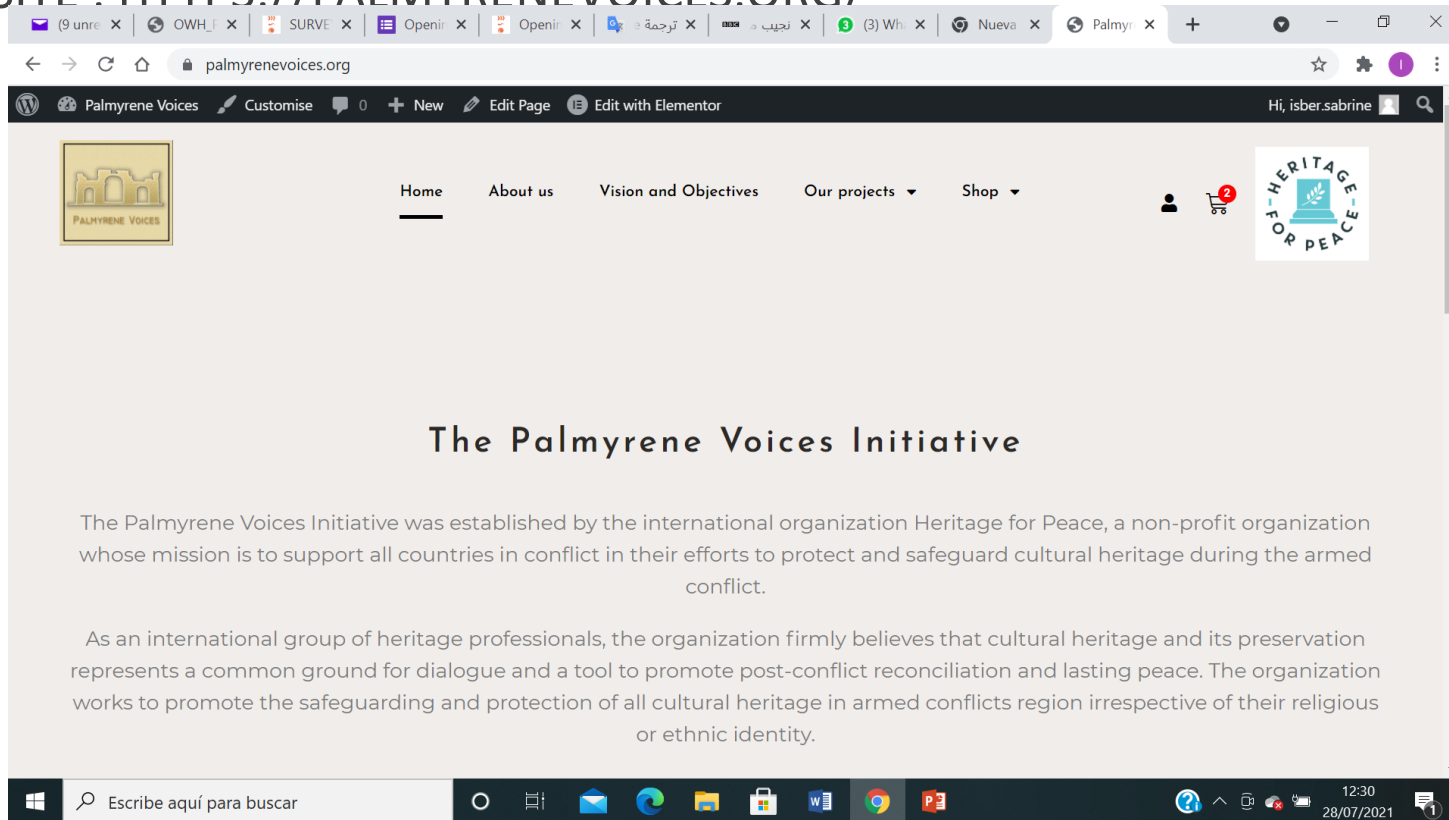 SITE : HTTPS://PALMYRENEVOICES.ORG/
(9 unre OWH_F SURVE Openin Openin ترجمة نجيب (3) Wh Nueva Palmyr
palmyrenevoices.org
I
Palmyrene Voices Customise 0 New Edit Page Edit with Elementor Hi, isber.sabrine
PALMYRENE VOICES
Home About us Vision and Objectives Our projects Shop
2
HERITAGE - FOR PEACE -
The Palmyrene Voices Initiative
The Palmyrene Voices Initiative was established by the international organization Heritage for Peace, a non-profit organization
whose mission is to support all countries in conflict in their efforts to protect and safeguard cultural heritage during the armed
conflict.
As an international group of heritage professionals, the organization firmly believes that cultural heritage and its preservation
represents a common ground for dialogue and a tool to promote post-conflict reconciliation and lasting peace. The organization
works to promote the safeguarding and protection of all cultural heritage in armed conflicts region irrespective of their religious
or ethnic identity.
Escribe aquí para buscar
12:30
28/07/2021
1